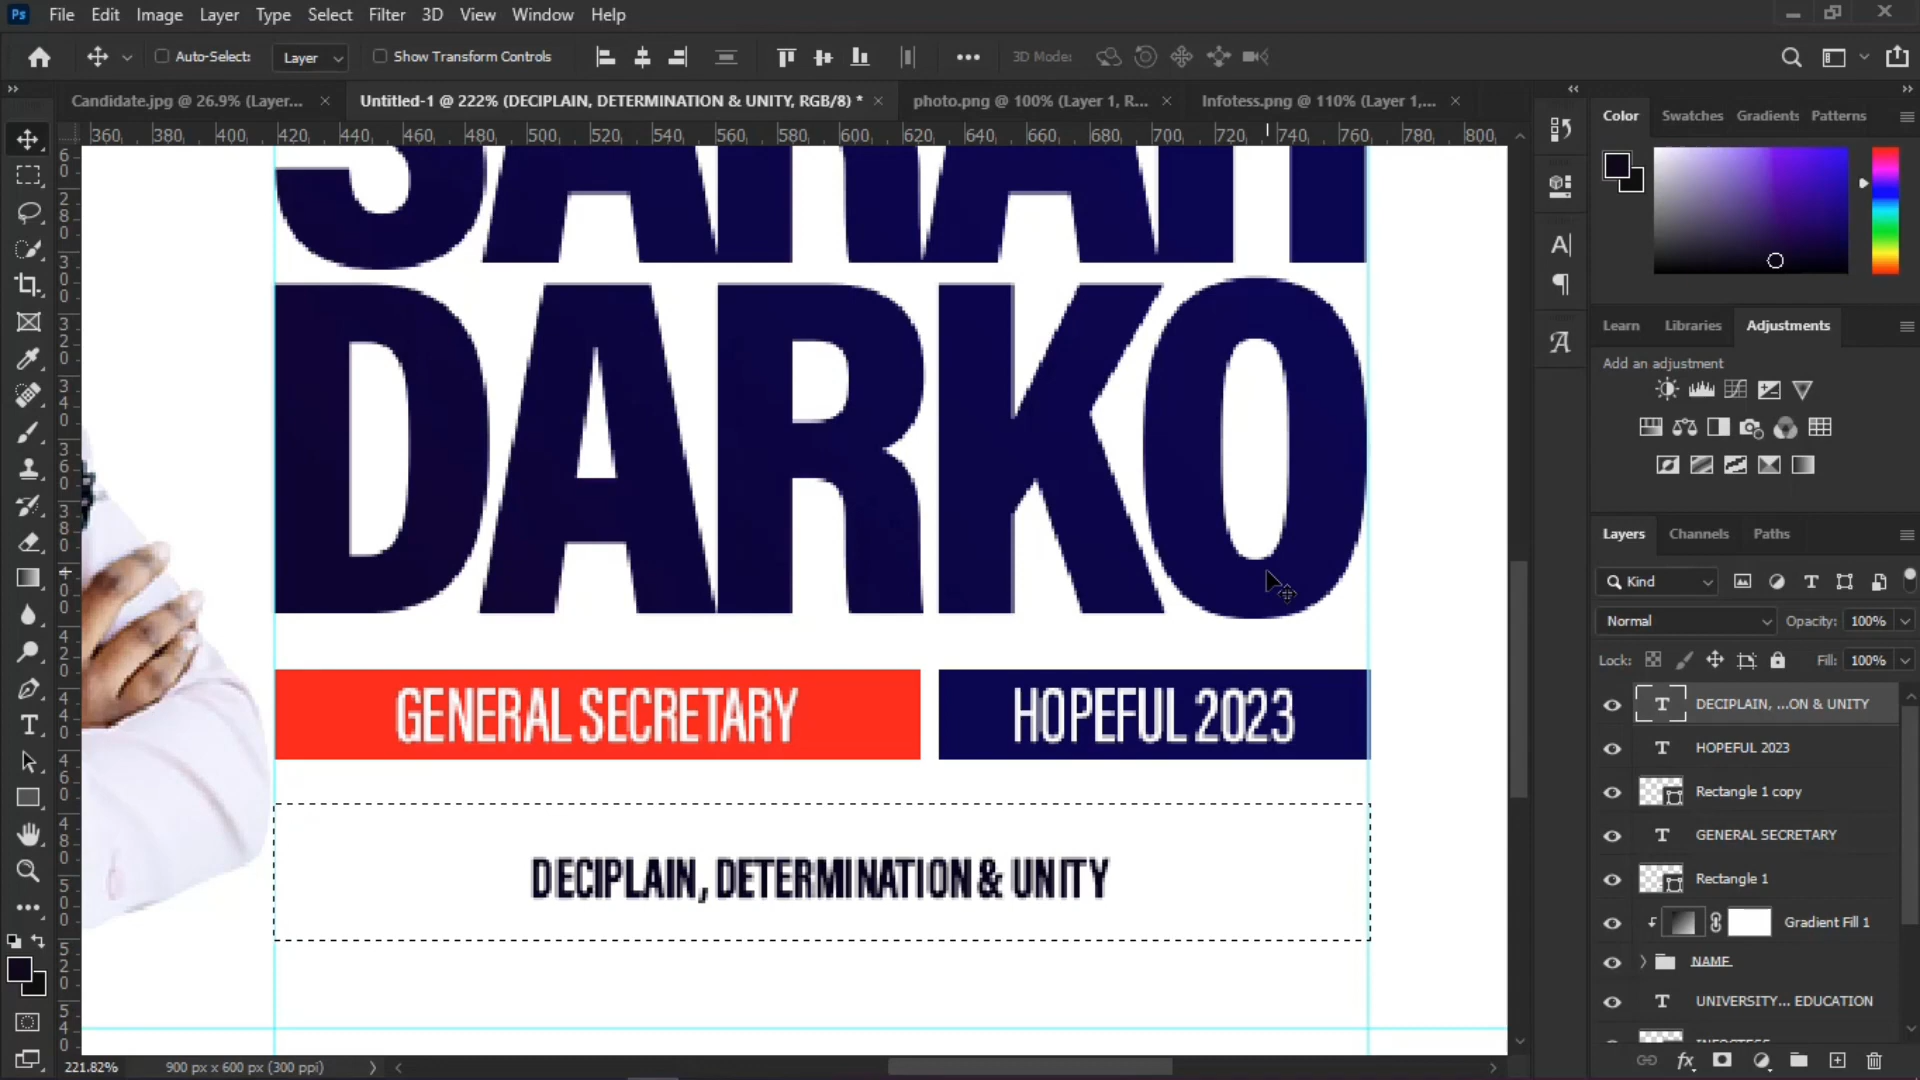 Ps File Edit Image Layer Type Select Filter 3D View Window Help
Auto-Select: Layer Show Transform Controls 3D Mode:
Candidate.jpg @ 26.9% (Layer... Untitled-1 @ 222% (DECIPLAIN, DETERMINATION & UNITY, RGB/8) * photo.png @ 100% (Layer 1, R... Infotess.png @ 110% (Layer 1,...
360 380 400 420 440 460 480 500 520 540 560 580 600 620 640 660 680 700 720 740 760 780 800
SARAH
DARKO
GENERAL SECRETARY HOPEFUL 2023
DECIPLAIN, DETERMINATION & UNITY
221.82% 900 px x 600 px (300 ppi)
Color Swatches Gradients Patterns
Learn Libraries Adjustments
Add an adjustment
Layers Channels Paths
Kind
Normal Opacity: 100%
Lock: Fill: 100%
DECIPLAIN, ...ON & UNITY
HOPEFUL 2023
Rectangle 1 copy
GENERAL SECRETARY
Rectangle 1
Gradient Fill 1
NAME
UNIVERSITY... EDUCATION